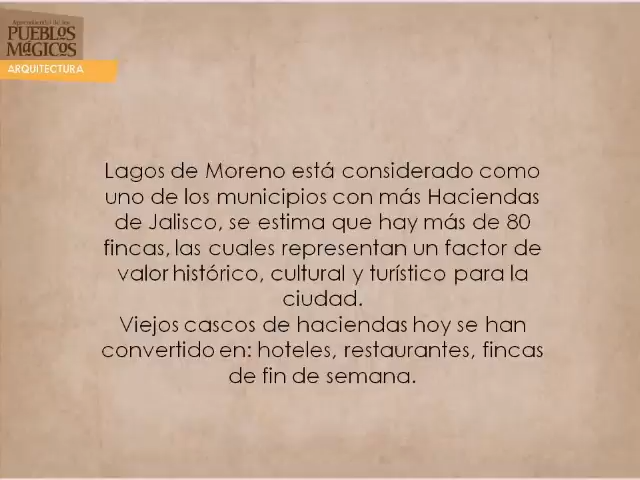 PUEBLOS
MáGICOS
ARQUITECTURA
Lagos de Moreno está considerado como
uno de los municipios con más Haciendas
de Jalisco, se estima que hay más de 80
fincas, las cuales representan un factor de
valor histórico, cultural y turístico para la
ciudad.
Viejos cascos de haciendas hoy se han
convertido en: hoteles, restaurantes, fincas
de fin de semana.